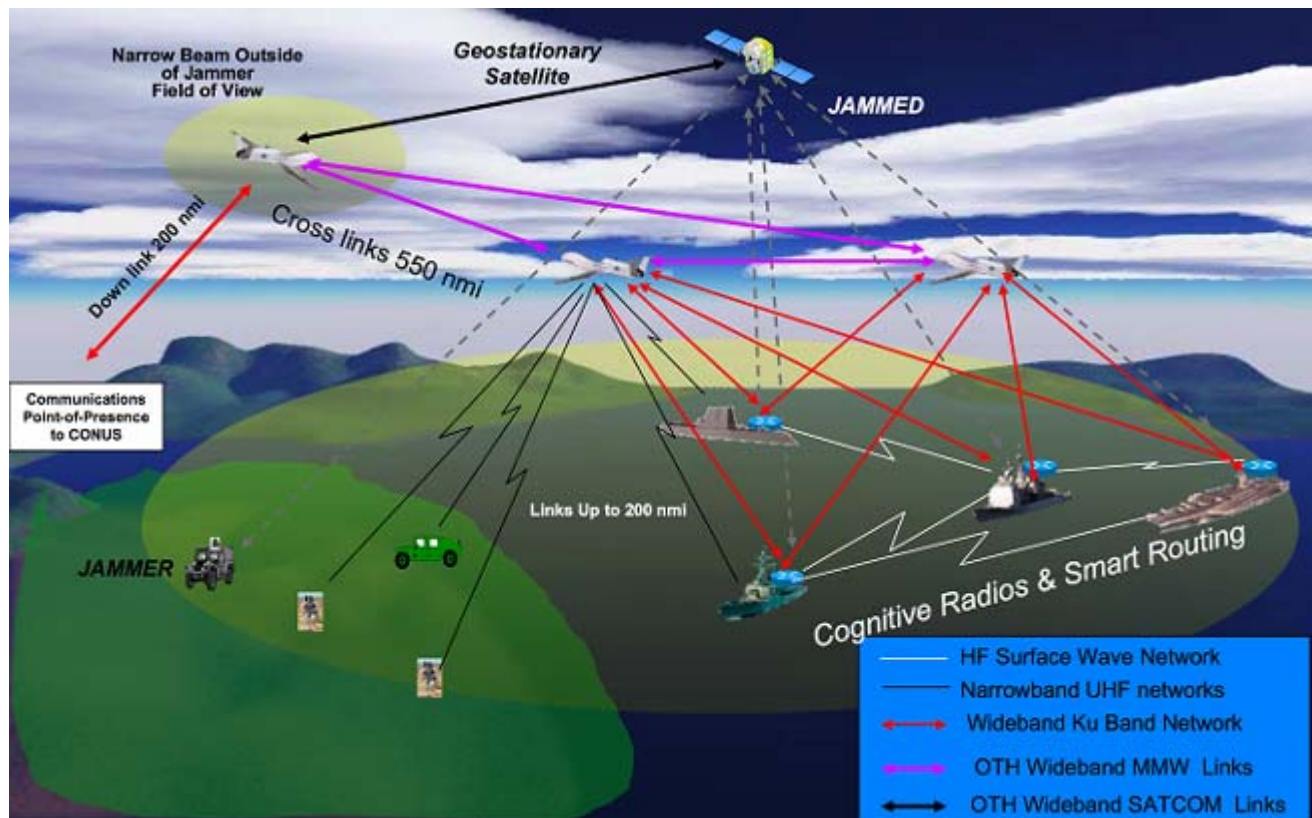 Narrow Beam Outside
of Jammer
Field of View
Geostationary
Satellite
JAMMED
Down link 200 nmi
Cross links 550 nmi
Communications
Point-of-Presence
to CONUS
Links Up to 200 nmi
JAMMER
Cognitive Radios & Smart Routing
HF Surface Wave Network
Narrowband UHF networks
Wideband Ku Band Network
OTH Wideband MMW Links
OTH Wideband SATCOM Links